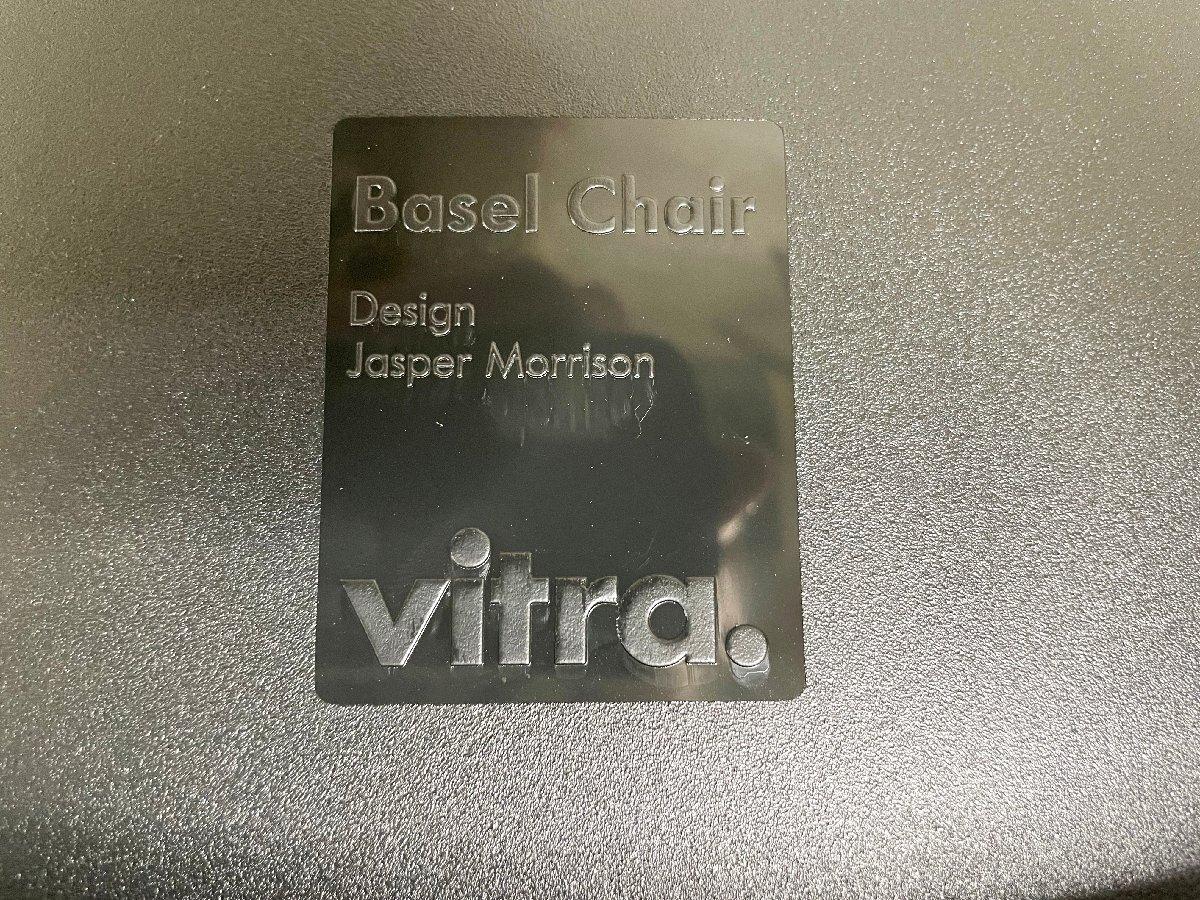 Basel Chair
Design
Jasper Morrison
vitra.